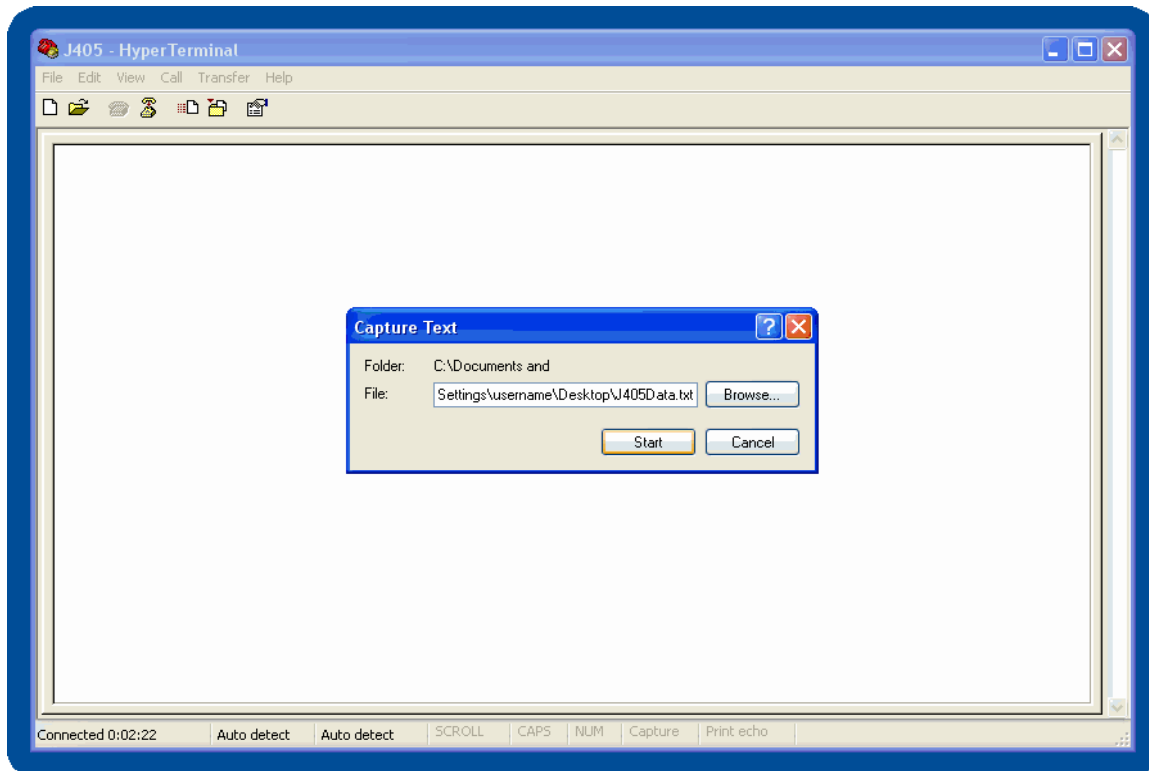 J405 - HyperTerminal
File Edit View Call Transfer Help
Capture Text
Folder: C:\Documents and
File: Settings\username\Desktop\J405Data.txt Browse...
Start Cancel
Connected 0:02:22 Auto detect Auto detect SCROLL CAPS NUM Capture Print echo